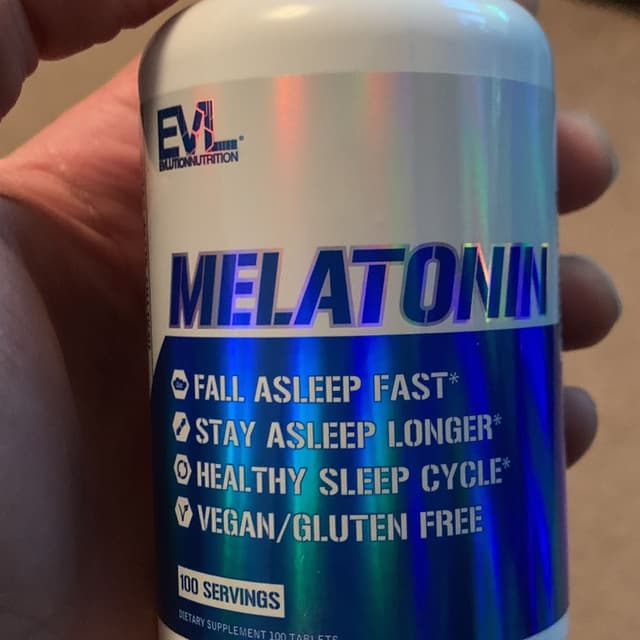 EVL
EVLUTIONNUTRITION
MELATONIN
FALL ASLEEP FAST*
STAY ASLEEP LONGER*
HEALTHY SLEEP CYCLE*
VEGAN/GLUTEN FREE
100 SERVINGS
DIETARY SUPPLEMENT 100 TABLETS